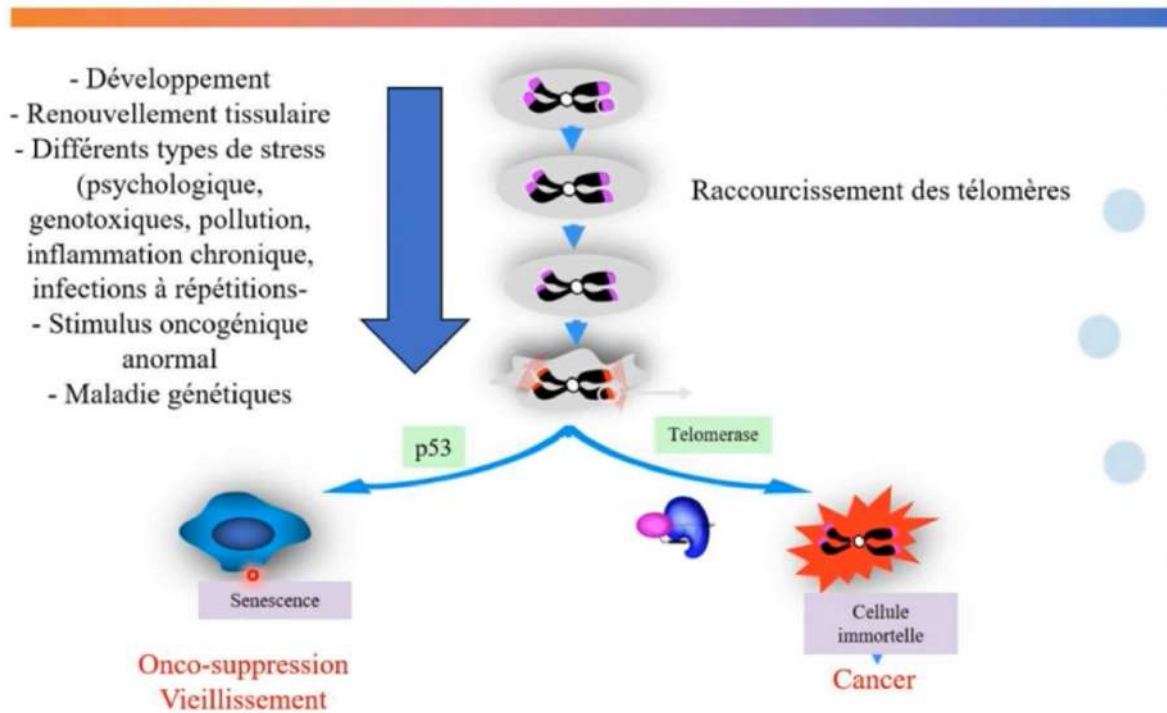 - Développement
- Renouvellement tissulaire
- Différents types de stress
(psychologique,
genotoxiques, pollution,
inflammation chronique,
infections à répétitions-
- Stimulus oncogénique
anormal
- Maladie génétiques
Raccourcissement des télomères
p53
Telomerase
Senescence
Onco-suppression
Vieillissement
Cellule
immortelle
Cancer